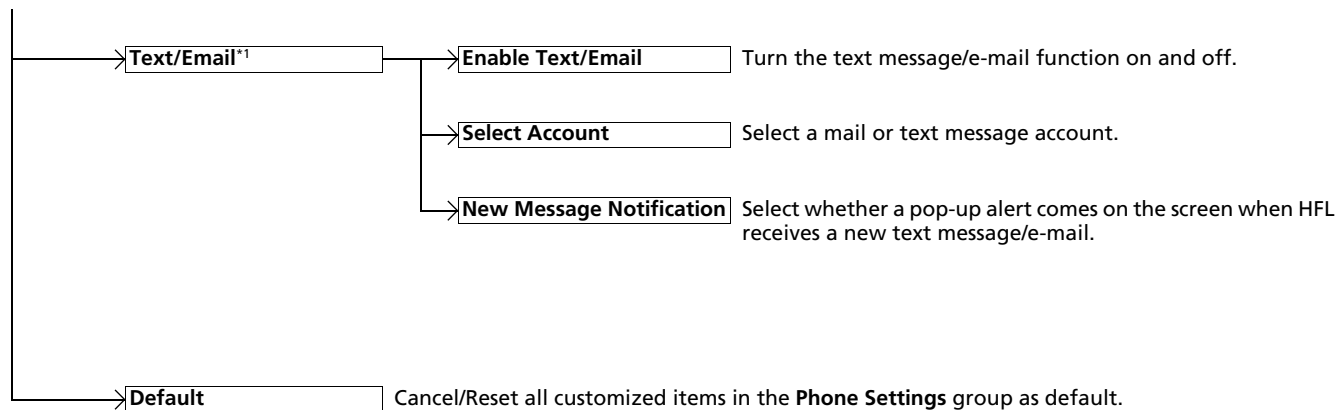 Text/Email*1
Enable Text/Email Turn the text message/e-mail function on and off.
Select Account Select a mail or text message account.
New Message Notification Select whether a pop-up alert comes on the screen when HFL
receives a new text message/e-mail.
Default Cancel/Reset all customized items in the Phone Settings group as default.